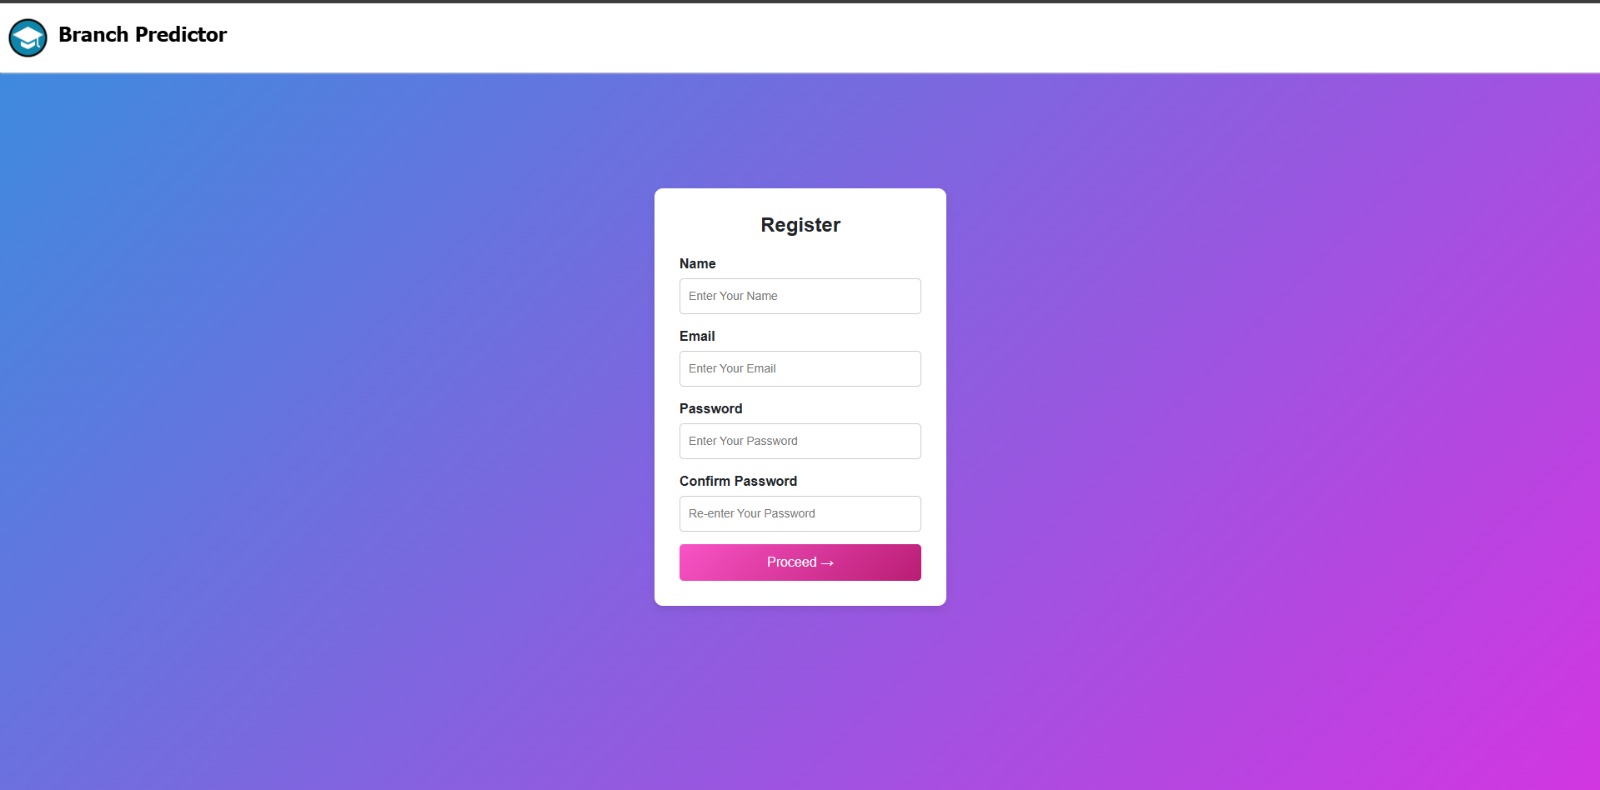 Branch Predictor
Register
Name
Enter Your Name
Email
Enter Your Email
Password
Enter Your Password
Confirm Password
Re-enter Your Password
Proceed →